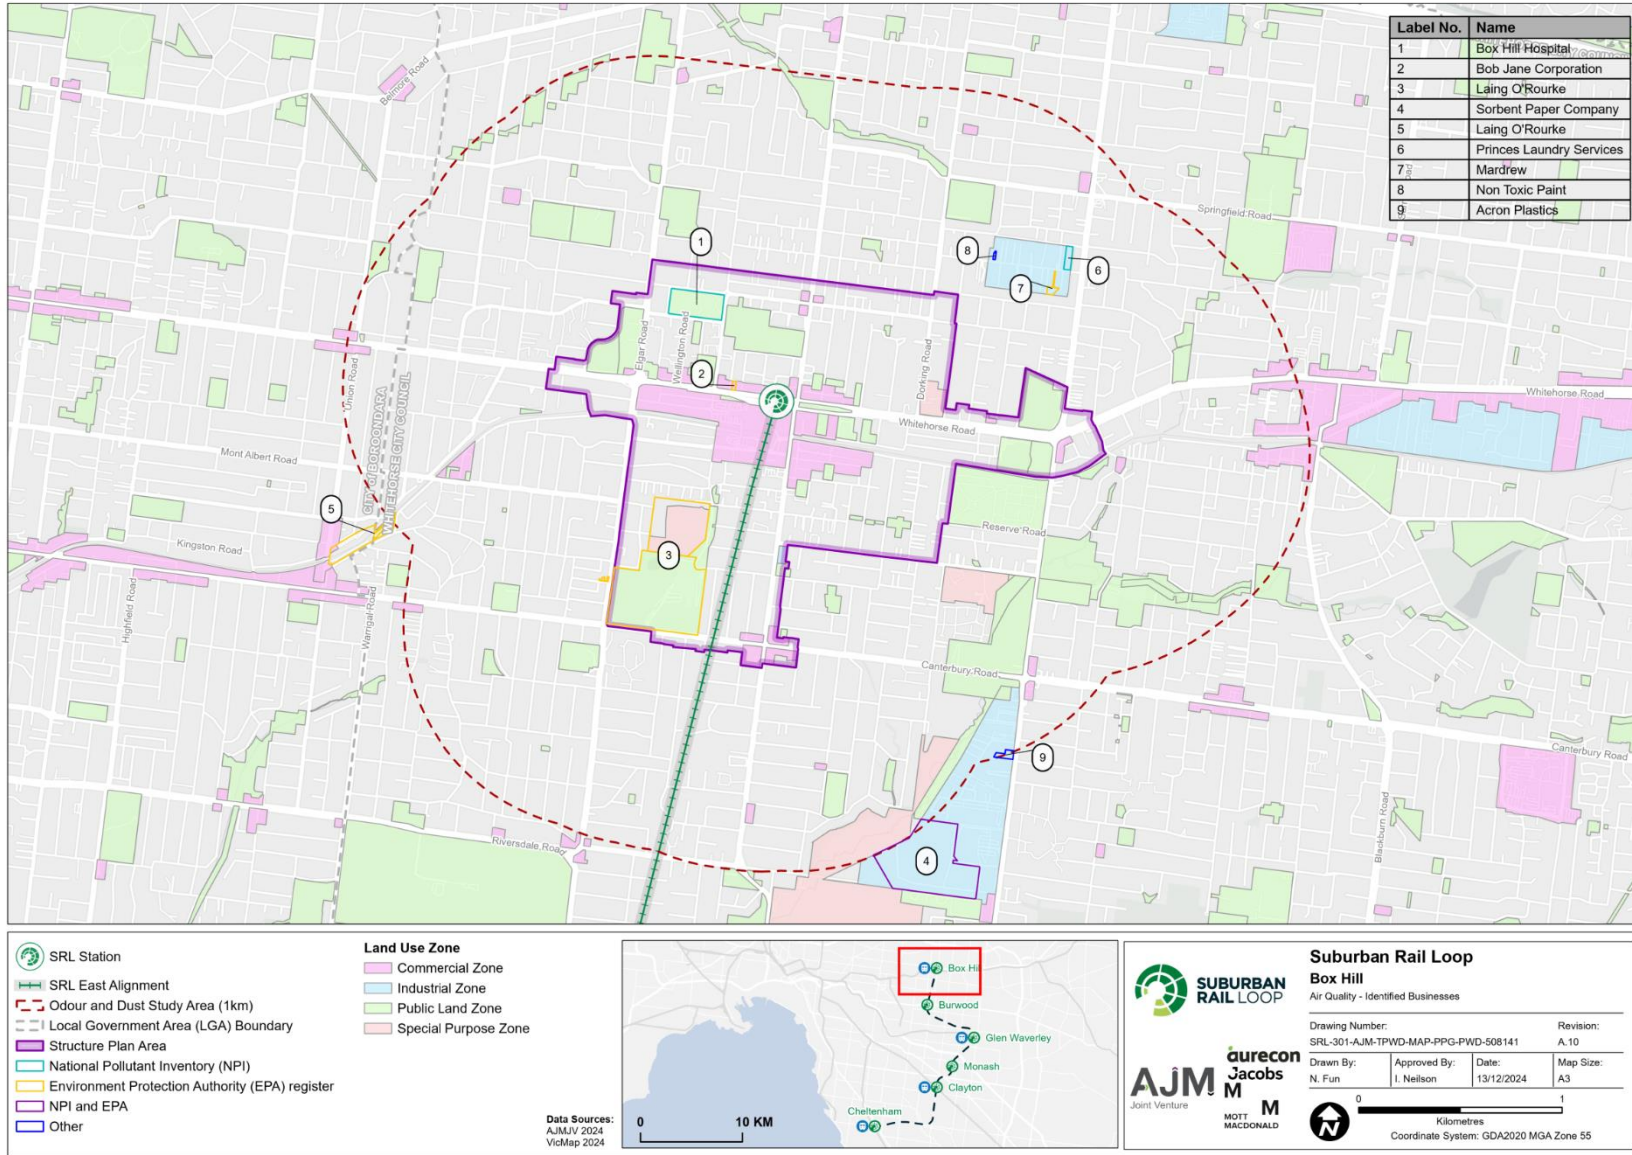 Label No. Name
1 Box Hill Hospital
2 Bob Jane Corporation
3 Laing O'Rourke
4 Sorbent Paper Company
5 Laing O'Rourke
6 Princes Laundry Services
7 Mardrew
8 Non Toxic Paint
9 Acron Plastics
Belmore Road
Springfield Road
1
8
6
7
Elgar Road
Wellington Road
2
Dorking Road
Union Road
CITY OF BOROONDARA
WHITEHORSE CITY COUNCIL
Whitehorse Road
Whitehorse Road
Mont Albert Road
5
Kingston Road
3
Reserve Road
Highfield Road
Warrigal Road
Canterbury Road
9
Canterbury Road
Riversdale Road
4
Blackburn Road
SRL Station
SRL East Alignment
Odour and Dust Study Area (1km)
Local Government Area (LGA) Boundary
Structure Plan Area
National Pollutant Inventory (NPI)
Environment Protection Authority (EPA) register
NPI and EPA
Other
Land Use Zone
Commercial Zone
Industrial Zone
Public Land Zone
Special Purpose Zone
Data Sources:
AJMJV 2024
VicMap 2024
Box Hill
Burwood
Glen Waverley
Monash
Clayton
Cheltenham
0 10 KM
SUBURBAN
RAIL LOOP
AJM
Joint Venture
aurecon
Jacobs
M
M
MOTT
MACDONALD
Suburban Rail Loop
Box Hill
Air Quality - Identified Businesses
Drawing Number: Revision:
SRL-301-AJM-TPWD-MAP-PPG-PWD-508141 A.10
Drawn By: Approved By: Date: Map Size:
N. Fun I. Neilson 13/12/2024 A3
N
0 1
Kilometres
Coordinate System: GDA2020 MGA Zone 55